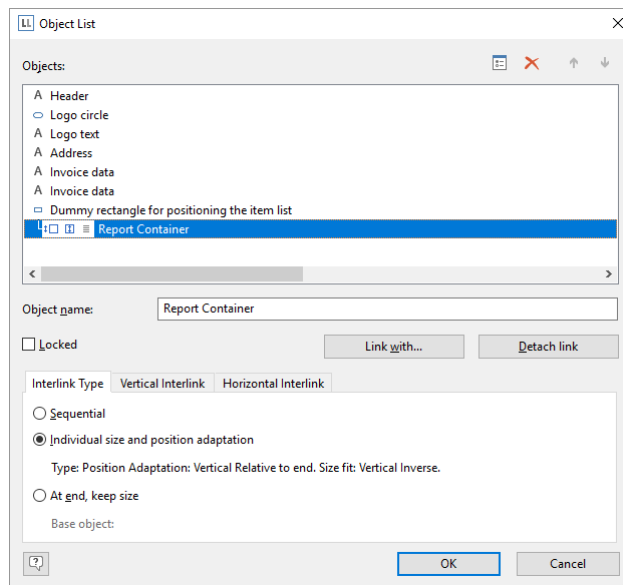 LL Object List
Objects:
A Header
Logo circle
A Logo text
A Address
A Invoice data
A Invoice data
Dummy rectangle for positioning the item list
Report Container
Object name: Report Container
Locked Link with... Detach link
Interlink Type Vertical Interlink Horizontal Interlink
Sequential
Individual size and position adaptation
Type: Position Adaptation: Vertical Relative to end. Size fit: Vertical Inverse.
At end, keep size
Base object:
? OK Cancel